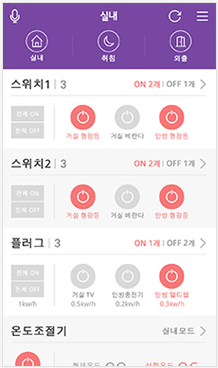 실내
실내 취침 외출
스위치1 | 3 ON 2개 | OFF 1개
전체 ON
전체 OFF
거실 형광등 거실 베란다 안방 형광등
스위치2 | 3 ON 2개 | OFF 1개
전체 ON
전체 OFF
거실 형광등 거실 베란다 안방 형광등
플러그 | 3 ON 1개 | OFF 2개
전체 ON
전체 OFF
거실 TV 안방충전기 안방 멀티탭
1kw/h 0.5kw/h 0.2kw/h 0.3kw/h
온도조절기 실내모드
현재온도